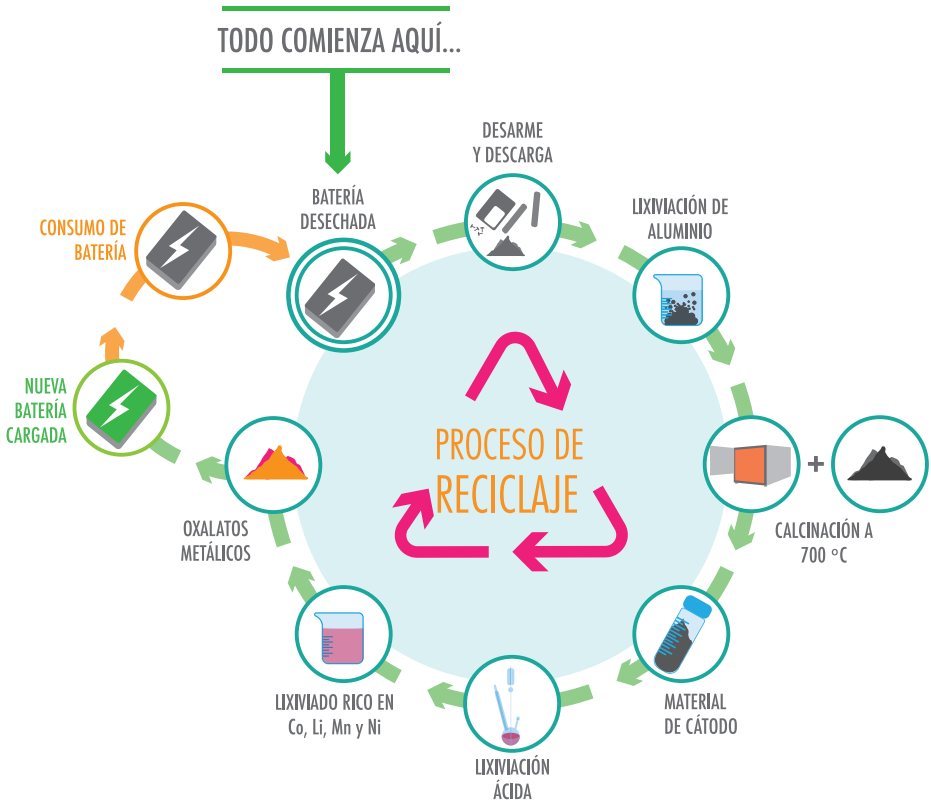 TODO COMIENZA AQUÍ...
DESARME
Y DESCARGA
BATERÍA
DESECHADA
LIXIVIACIÓN DE
ALUMINIO
CONSUMO DE
BATERÍA
NUEVA
BATERÍA
CARGADA
PROCESO DE
RECICLAJE
+
OXALATOS
METÁLICOS
CALCINACIÓN A
700 ºC
LIXIVIADO RICO EN
Co, Li, Mn y Ni
MATERIAL
DE CÁTODO
LIXIVIACIÓN
ÁCIDA